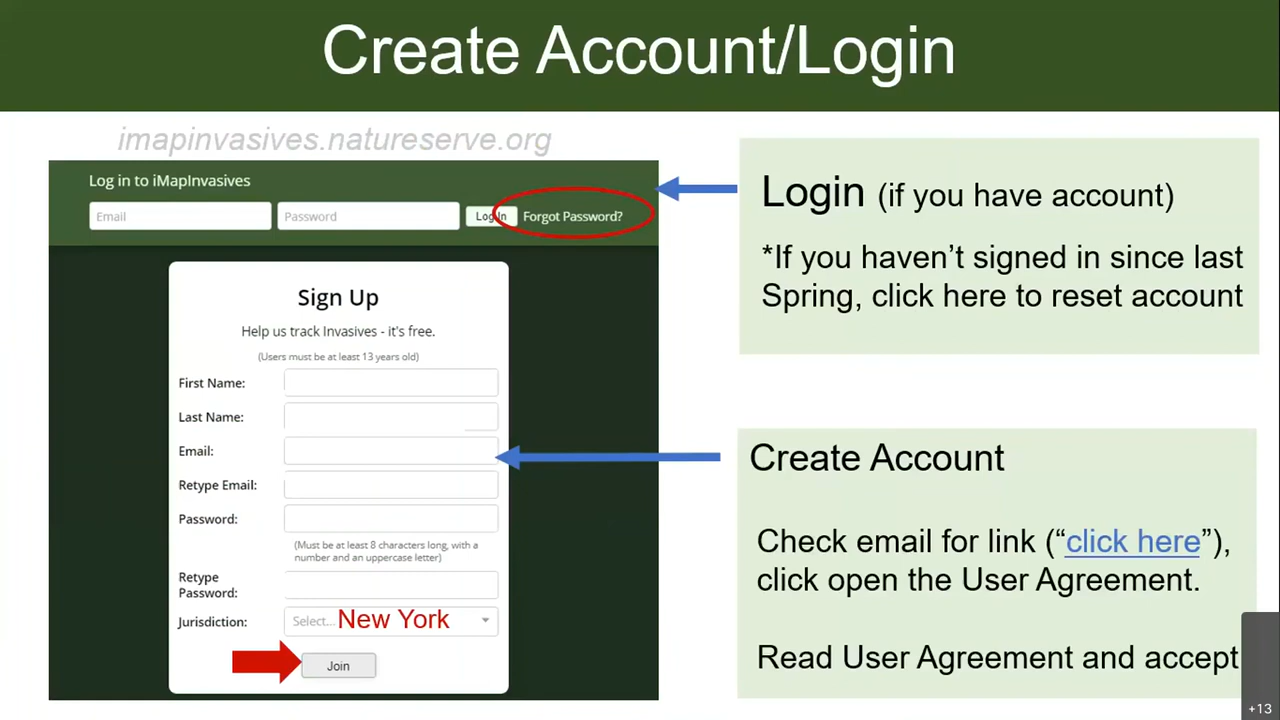 Create Account/Login
imapinvasives.natureserve.org
Log in to iMapInvasives
Email
Password
Log In
Forgot Password?
Sign Up
Help us track Invasives - it's free.
(Users must be at least 13 years old)
First Name:
Last Name:
Email:
Retype Email:
Password:
(Must be at least 8 characters long, with a
number and an uppercase letter)
Retype
Password:
Jurisdiction:
Select...
New York
Join
Login (if you have account)
*If you haven’t signed in since last
Spring, click here to reset account
Create Account
Check email for link (“click here”),
click open the User Agreement.
Read User Agreement and accept
+13